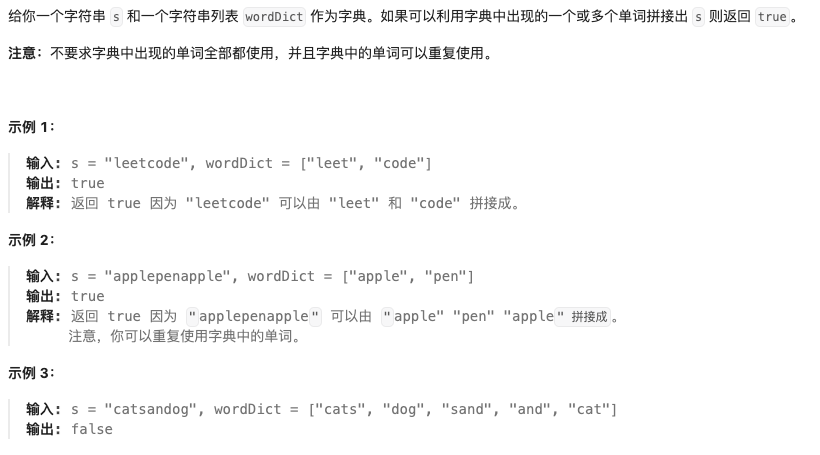 给你一个字符串 s 和一个字符串列表 wordDict 作为字典。如果可以利用字典中出现的一个或多个单词拼接出 s 则返回 true 。
注意：不要求字典中出现的单词全部都使用，并且字典中的单词可以重复使用。
示例 1：
输入: s = "leetcode", wordDict = ["leet", "code"]
输出: true
解释: 返回 true 因为 "leetcode" 可以由 "leet" 和 "code" 拼接成。
示例 2：
输入: s = "applepenapple", wordDict = ["apple", "pen"]
输出: true
解释: 返回 true 因为 "applepenapple" 可以由 "apple" "pen" "apple" 拼接成。
注意，你可以重复使用字典中的单词。
示例 3：
输入: s = "catsandog", wordDict = ["cats", "dog", "sand", "and", "cat"]
输出: false